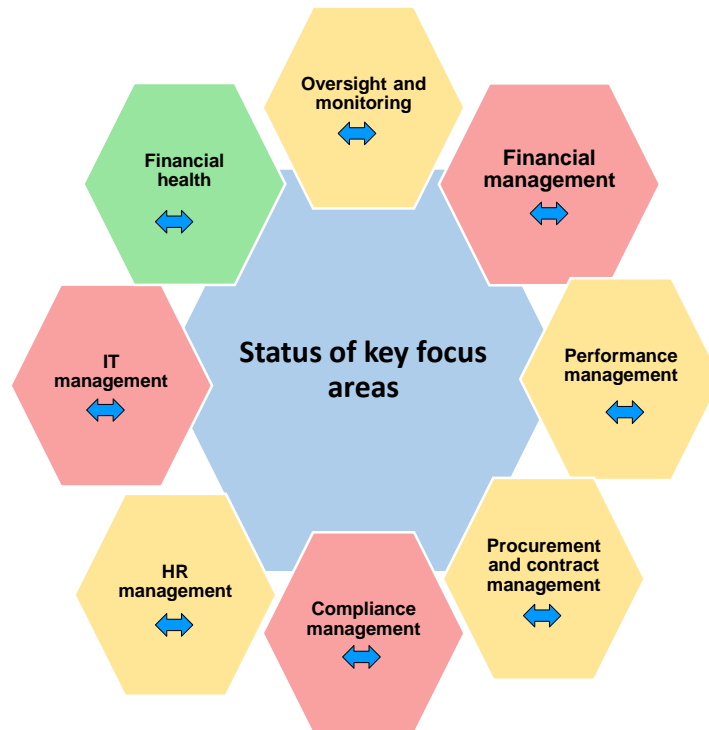 Oversight and
monitoring
Financial
management
Performance
management
Procurement
and contract
management
Compliance
management
HR
management
IT
management
Financial
health
Status of key focus
areas